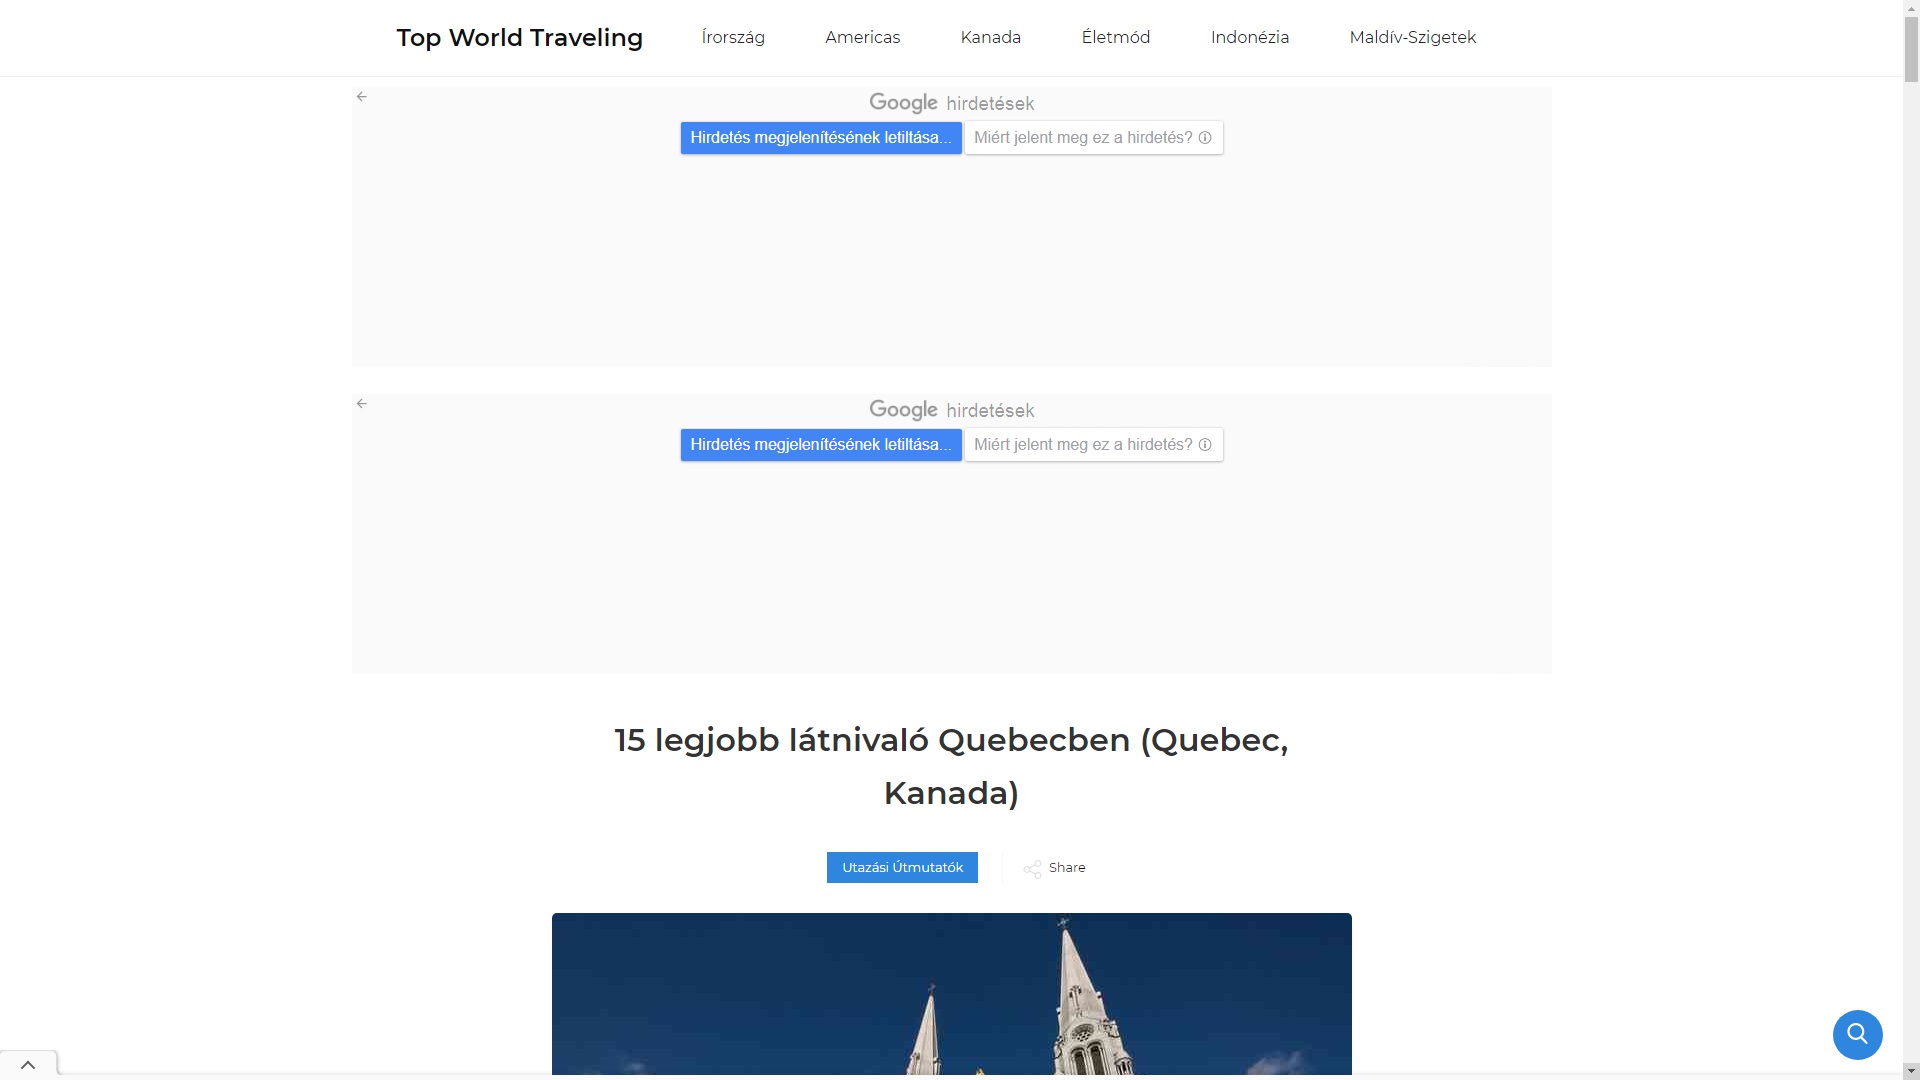 Top World Traveling Írország Americas Kanada Életmód Indonézia Maldív-Szigetek
Google hirdetések
Hirdetés megjelenítésének letiltása... Miért jelent meg ez a hirdetés?
Google hirdetések
Hirdetés megjelenítésének letiltása... Miért jelent meg ez a hirdetés?
15 legjobb látnivaló Quebecben (Quebec,
Kanada)
Utazási Útmutatók Share